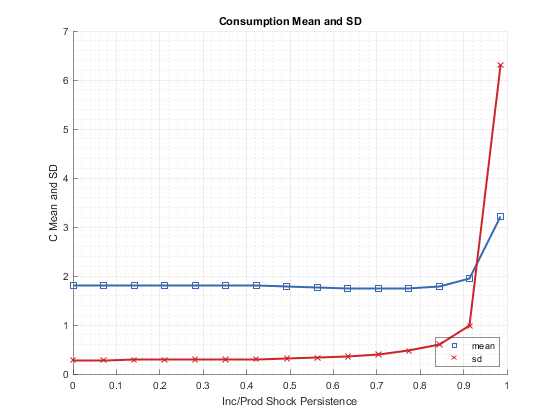 Consumption Mean and SD
7
6
5
4
3
2
1
0
C Mean and SD
0 0.1 0.2 0.3 0.4 0.5 0.6 0.7 0.8 0.9 1
Inc/Prod Shock Persistence
mean
sd